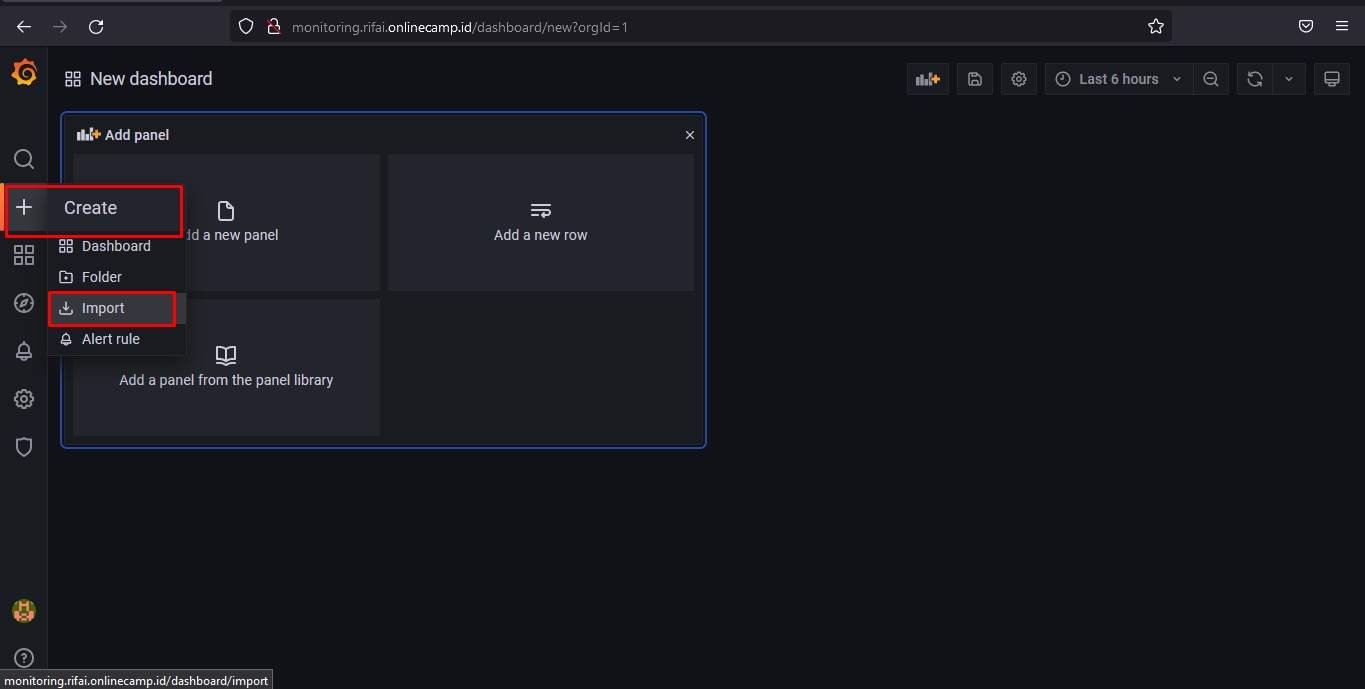 monitoring.rifai.onlinecamp.id/dashboard/new?orgId=1
New dashboard
Last 6 hours
Add panel
Create
Dashboard
Folder
Import
Alert rule
dd a new panel
Add a new row
Add a panel from the panel library
monitoring.rifai.onlinecamp.id/dashboard/import